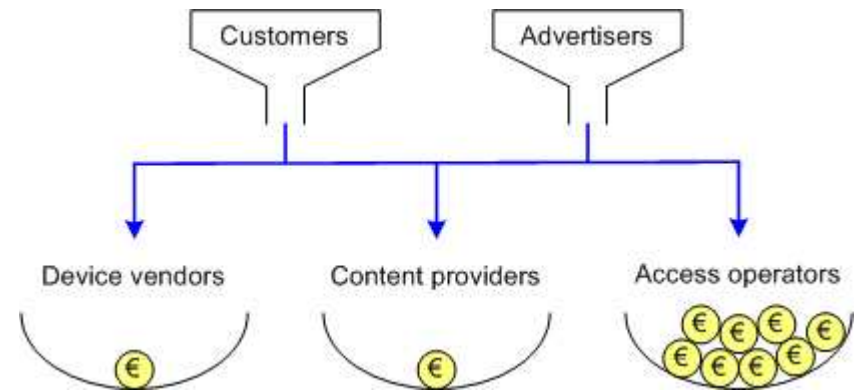 Customers
Advertisers
Device vendors
Content providers
Access operators
€
€
€ € € €
€ € € €